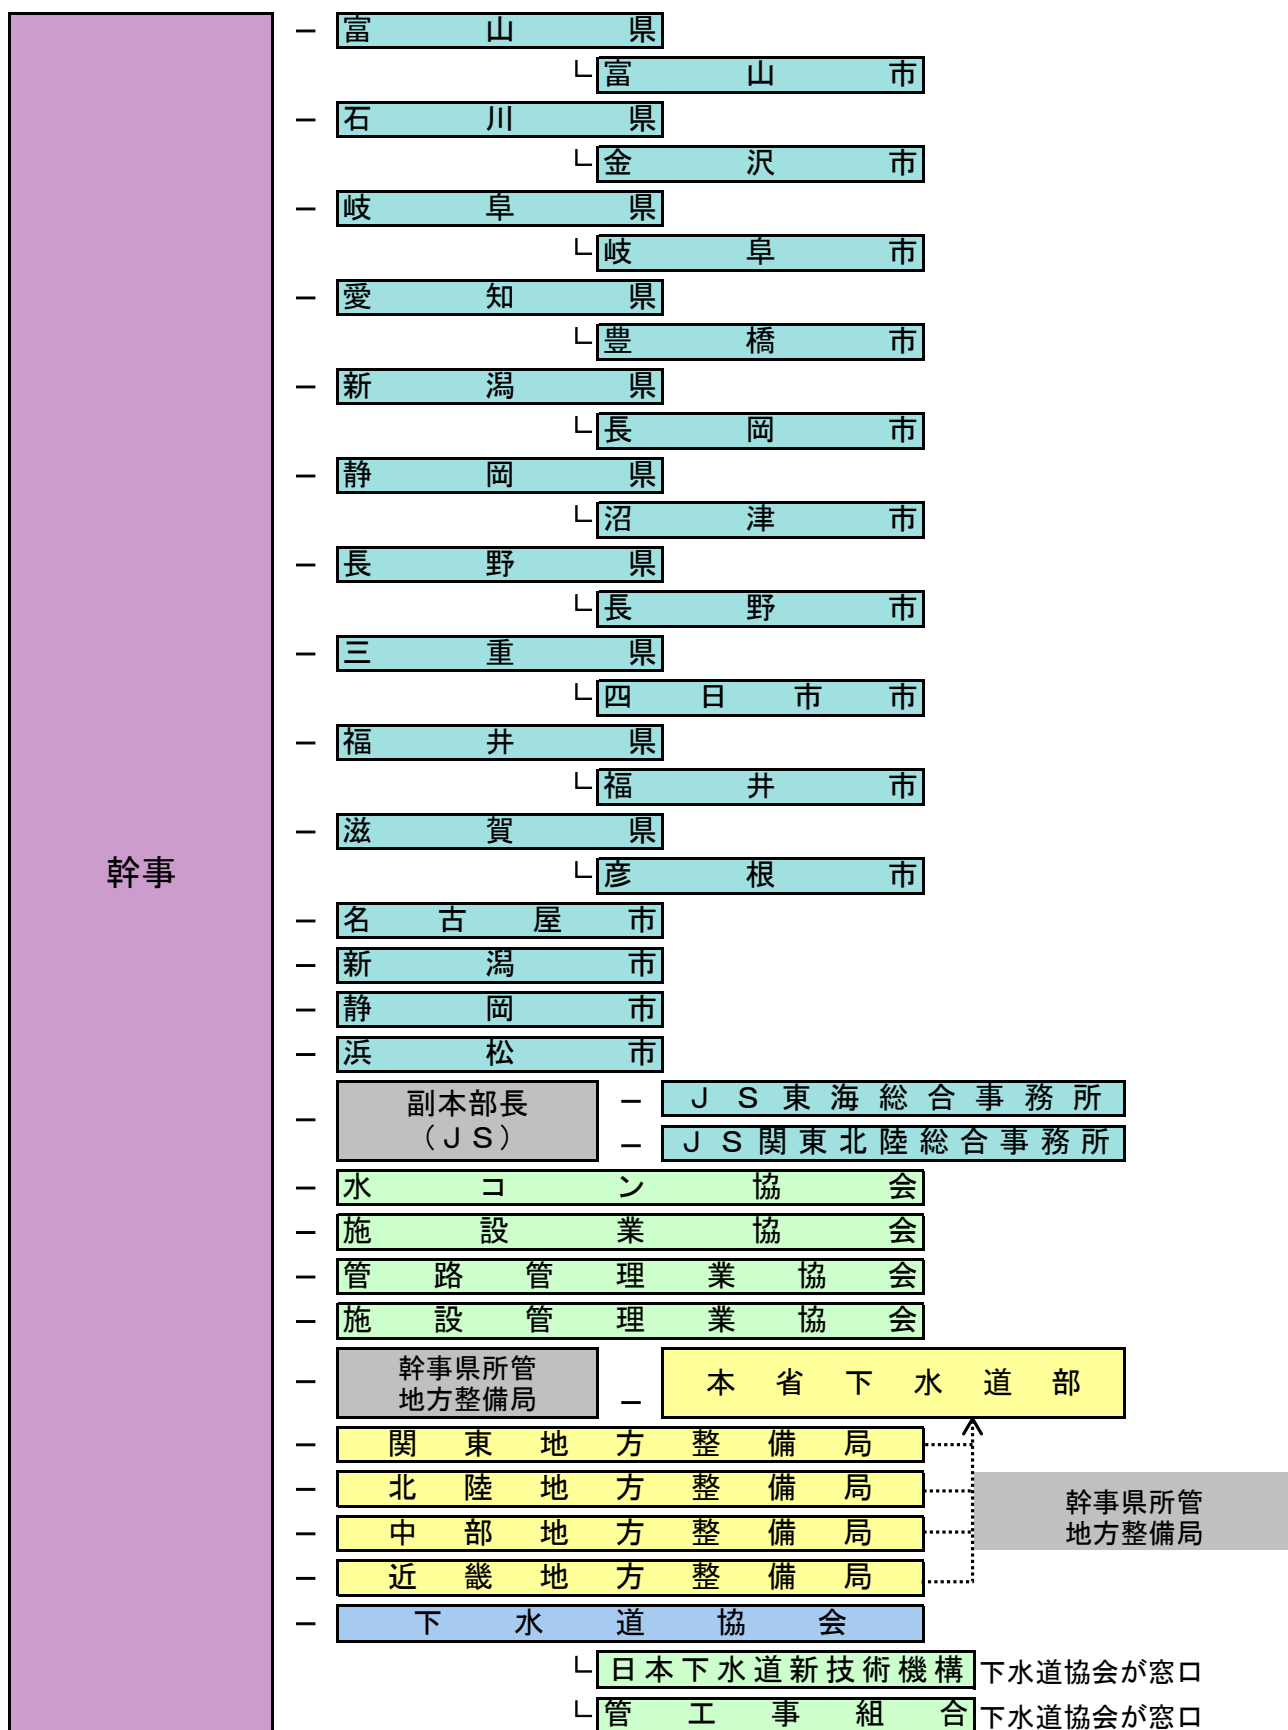 幹事
富山県
富山市
石川県
金沢市
岐阜県
岐阜市
愛知県
豊橋市
新潟県
長岡市
静岡県
沼津市
長野県
長野市
三重県
四日市市
福井県
福井市
滋賀県
彦根市
名古屋市
新潟市
静岡市
浜松市
副本部長
(JS)
JS東海総合事務所
JS関東北陸総合事務所
水コン協会
施設業協会
管路管理業協会
施設管理業協会
幹事県所管
地方整備局
本省下水道部
関東地方整備局
北陸地方整備局
中部地方整備局
近畿地方整備局
幹事県所管
地方整備局
下水道協会
日本下水道新技術機構 下水道協会が窓口
管工事組合 下水道協会が窓口